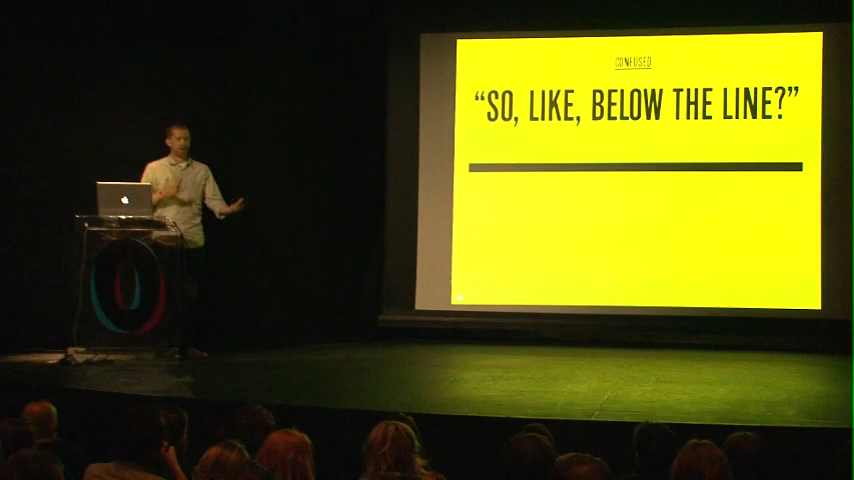 CONFUSED
“SO, LIKE, BELOW THE LINE?”